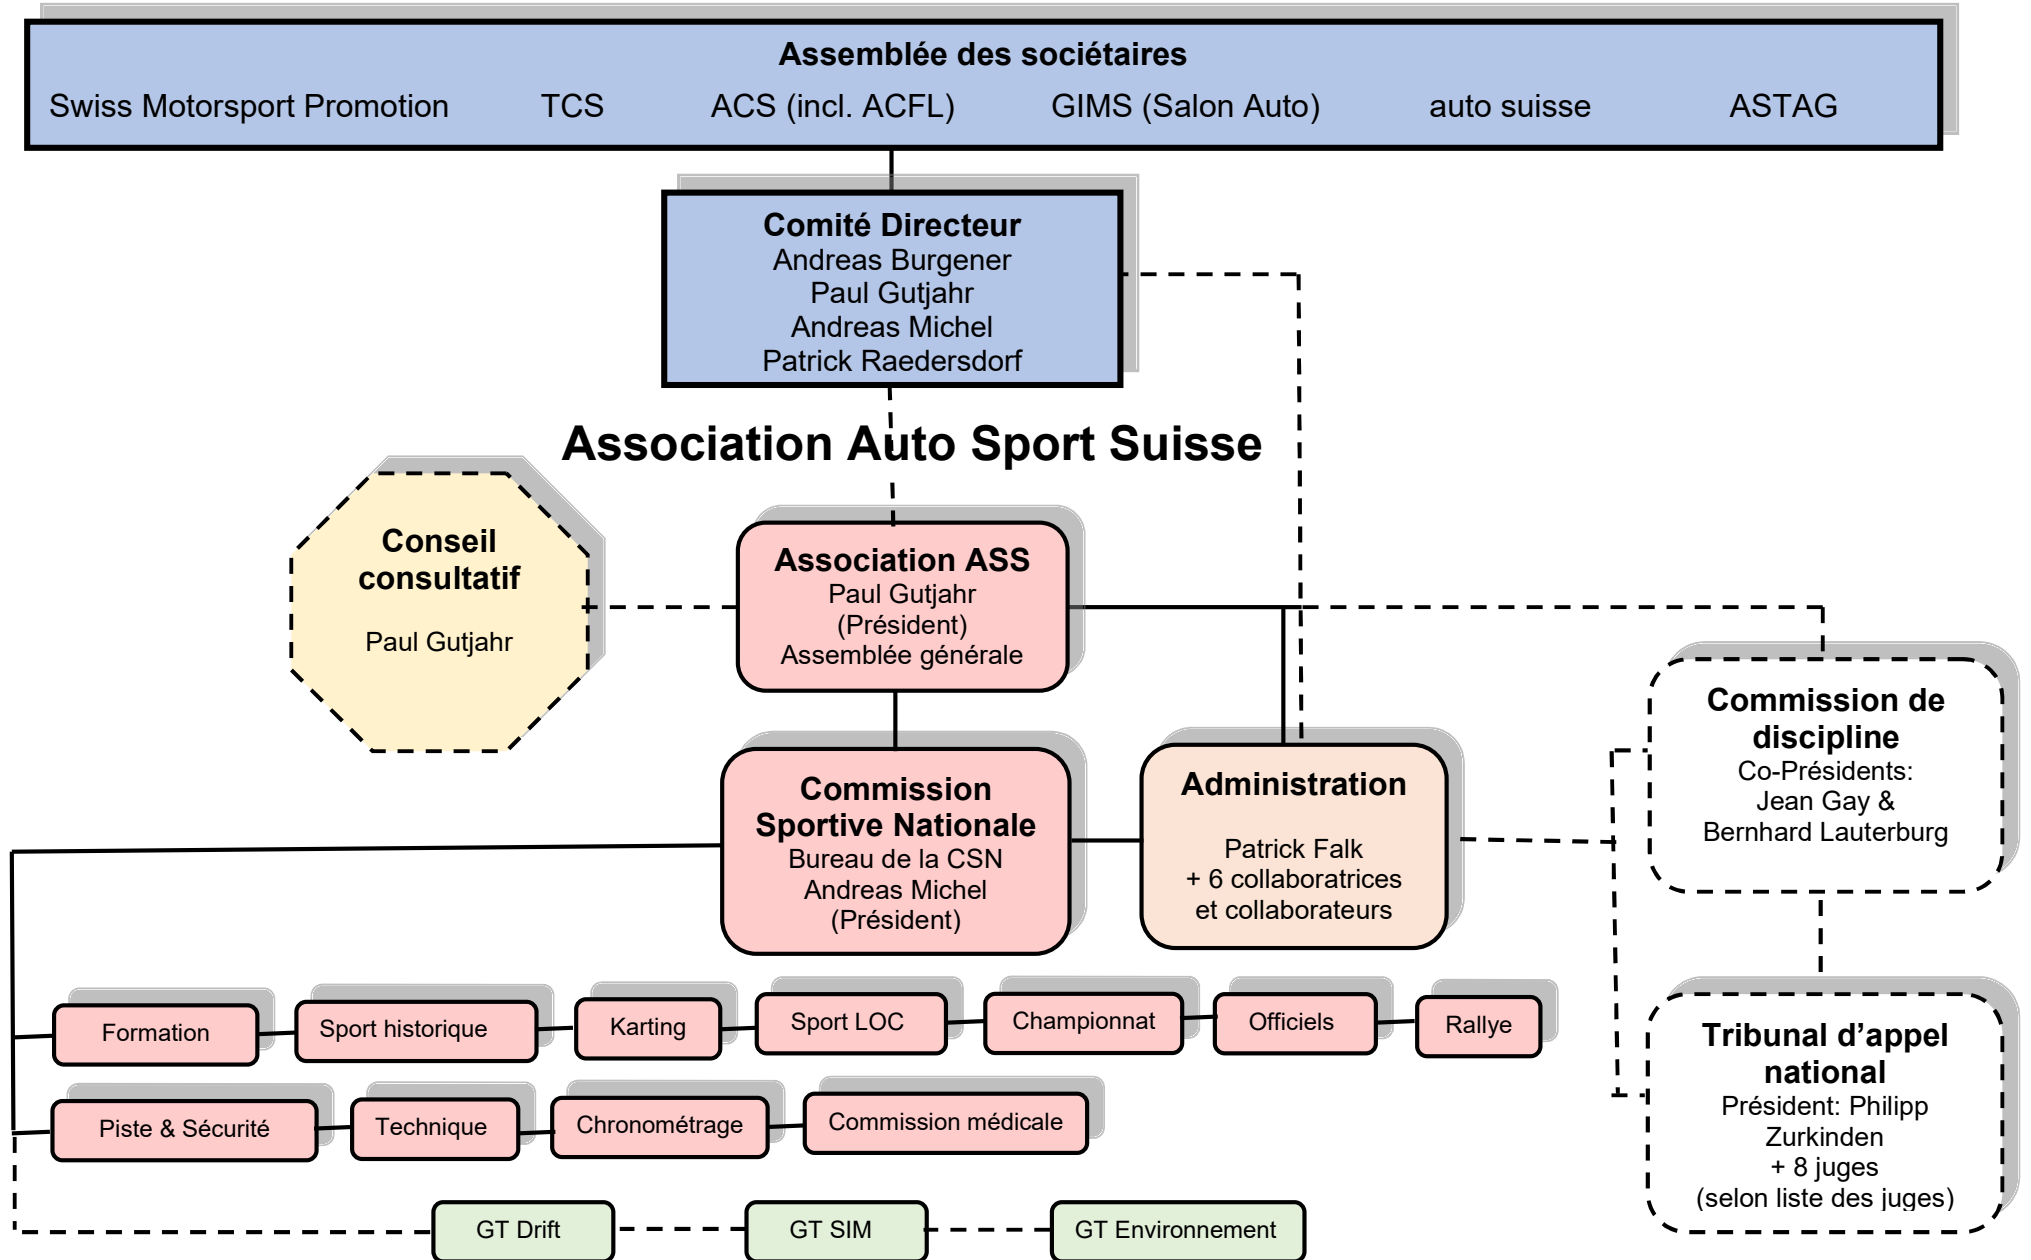 Assemblée des sociétaires
Swiss Motorsport Promotion TCS ACS (incl. ACFL) GIMS (Salon Auto) auto suisse ASTAG
Comité Directeur
Andreas Burgener
Paul Gutjahr
Andreas Michel
Patrick Raedersdorf
Association Auto Sport Suisse
Conseil
consultatif
Paul Gutjahr
Association ASS
Paul Gutjahr
(Président)
Assemblée générale
Commission
Sportive Nationale
Bureau de la CSN
Andreas Michel
(Président)
Administration
Patrick Falk
+ 6 collaboratrices
et collaborateurs
Commission de
discipline
Co-Présidents:
Jean Gay &
Bernhard Lauterburg
Tribunal d’appel
national
Président: Philipp
Zurkinden
+ 8 juges
(selon liste des juges)
Formation
Sport historique
Karting
Sport LOC
Championnat
Officiels
Rallye
Piste & Sécurité
Technique
Chronométrage
Commission médicale
GT Drift
GT SIM
GT Environnement